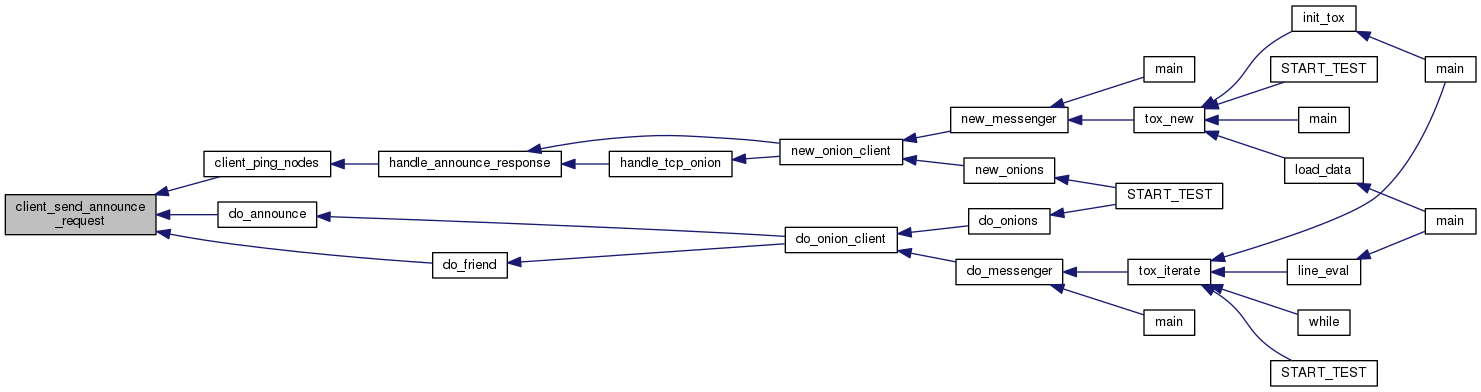 init_tox
main
START_TEST
main
new_messenger
tox_new
main
client_ping_nodes
handle_announce_response
handle_tcp_onion
new_onion_client
new_onions
load_data
START_TEST
client_send_announce
_request
do_announce
do_onions
main
do_onion_client
do_friend
do_messenger
tox_iterate
line_eval
main
while
START_TEST